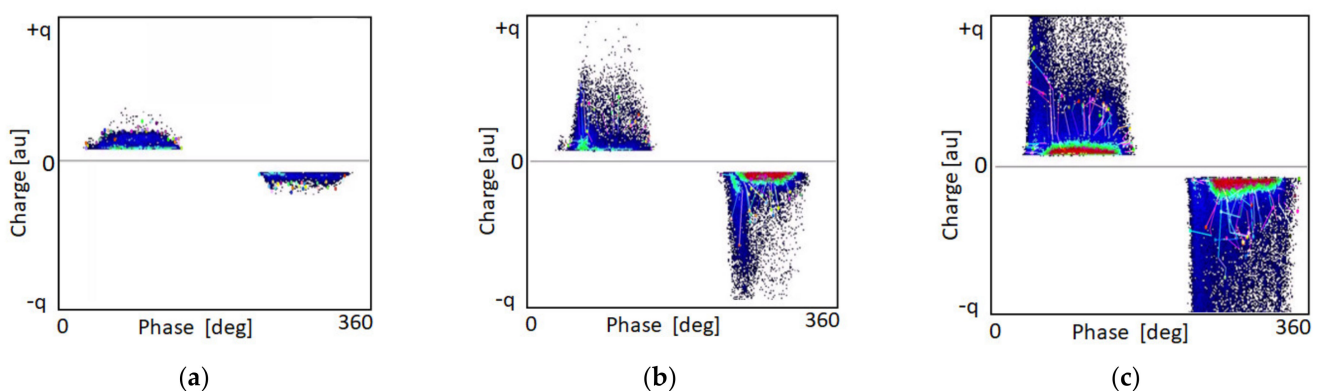 +q
Charge [au]
0
-q
0
Phase [deg]
360
(a)
+q
Charge [au]
0
-q
0
Phase [deg]
360
(b)
+q
Charge [au]
0
-q
0
Phase [deg]
360
(c)